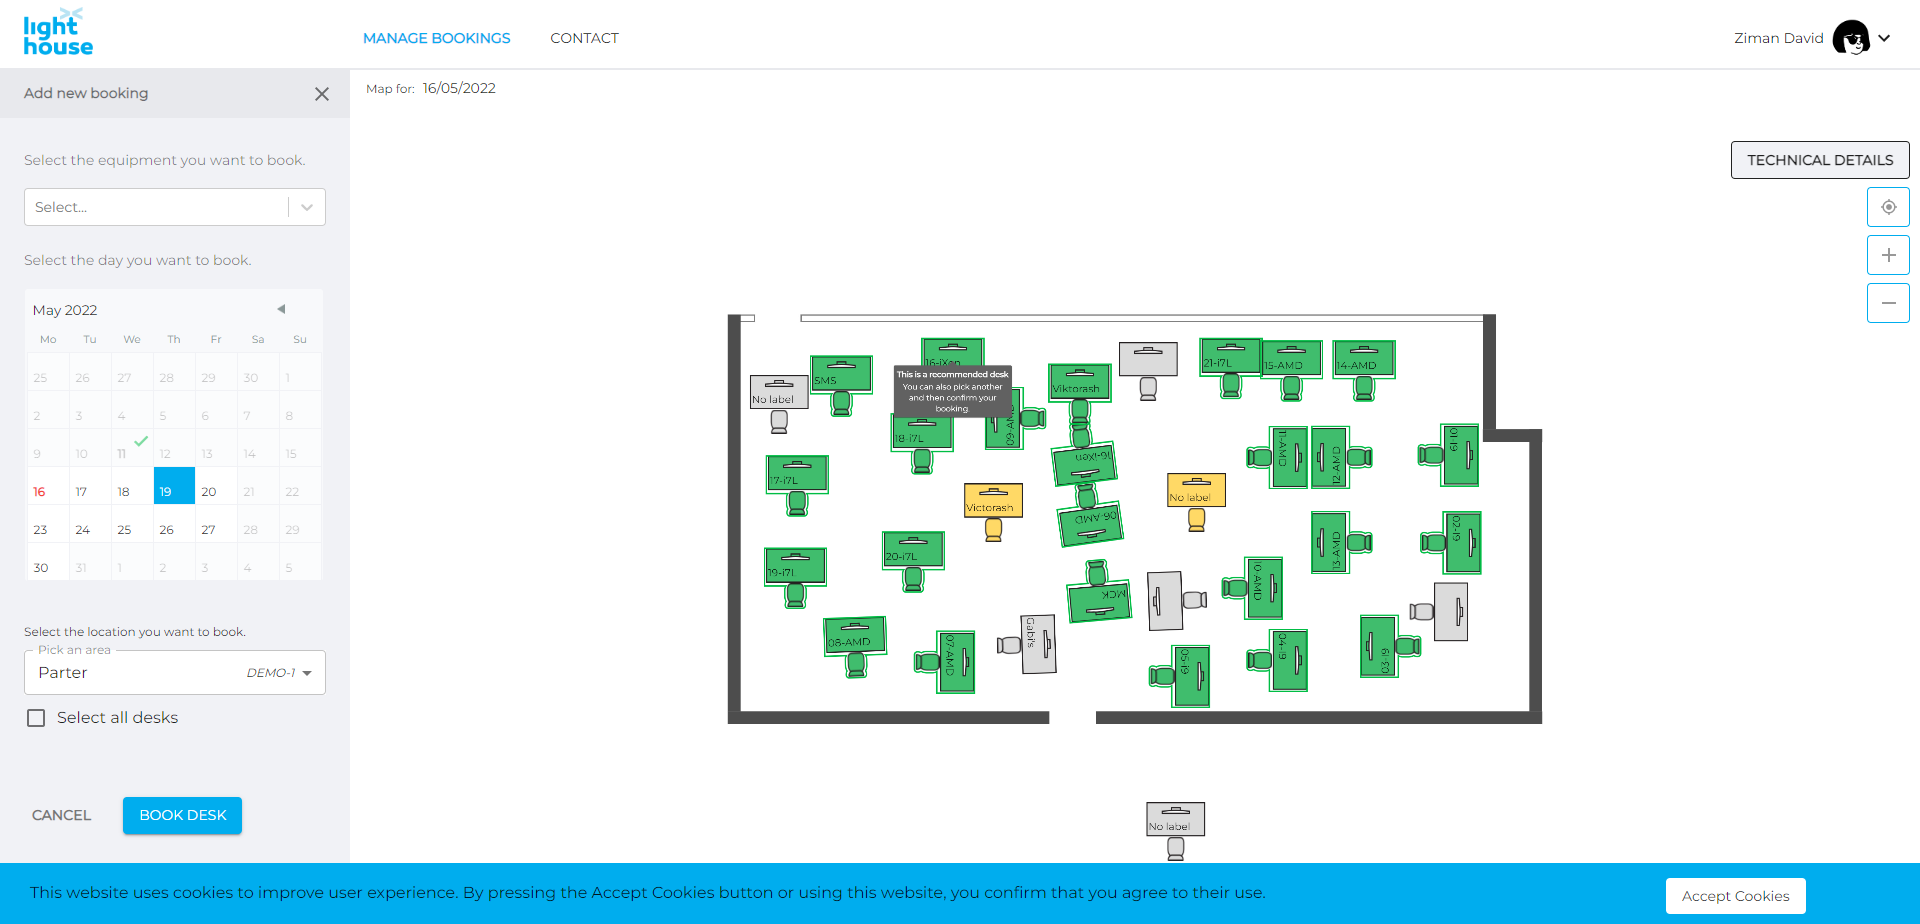 light
house
MANAGE BOOKINGS
CONTACT
Ziman David
Add new booking
Map for: 16/05/2022
TECHNICAL DETAILS
Select the equipment you want to book.
Select...
Select the day you want to book.
May 2022
Mo Tu We Th Fr Sa Su
25 26 27 28 29 30 1
2 3 4 5 6 7 8
9 10 11 12 13 14 15
16 17 18 19 20 21 22
23 24 25 26 27 28 29
30 31 1 2 3 4 5
Select the location you want to book.
Pick an area
Parter DEMO-1
Select all desks
CANCEL
BOOK DESK
16-iXen
This is a recommended desk
You can also pick another
and then confirm your
booking.
No label
SMS
18-i7L
09-AMD
Viktorash
21-i7L
15-AMD
14-AMD
17-i7L
Victorash
16-iXen
06-AMD
No label
11-AMD
12-AMD
01-i9
19-i7L
20-i7L
MCK
10-AMD
13-AMD
02-i9
08-AMD
07-AMD
Gabi's
05-i9
04-i9
03-i9
No label
This website uses cookies to improve user experience. By pressing the Accept Cookies button or using this website, you confirm that you agree to their use.
Accept Cookies